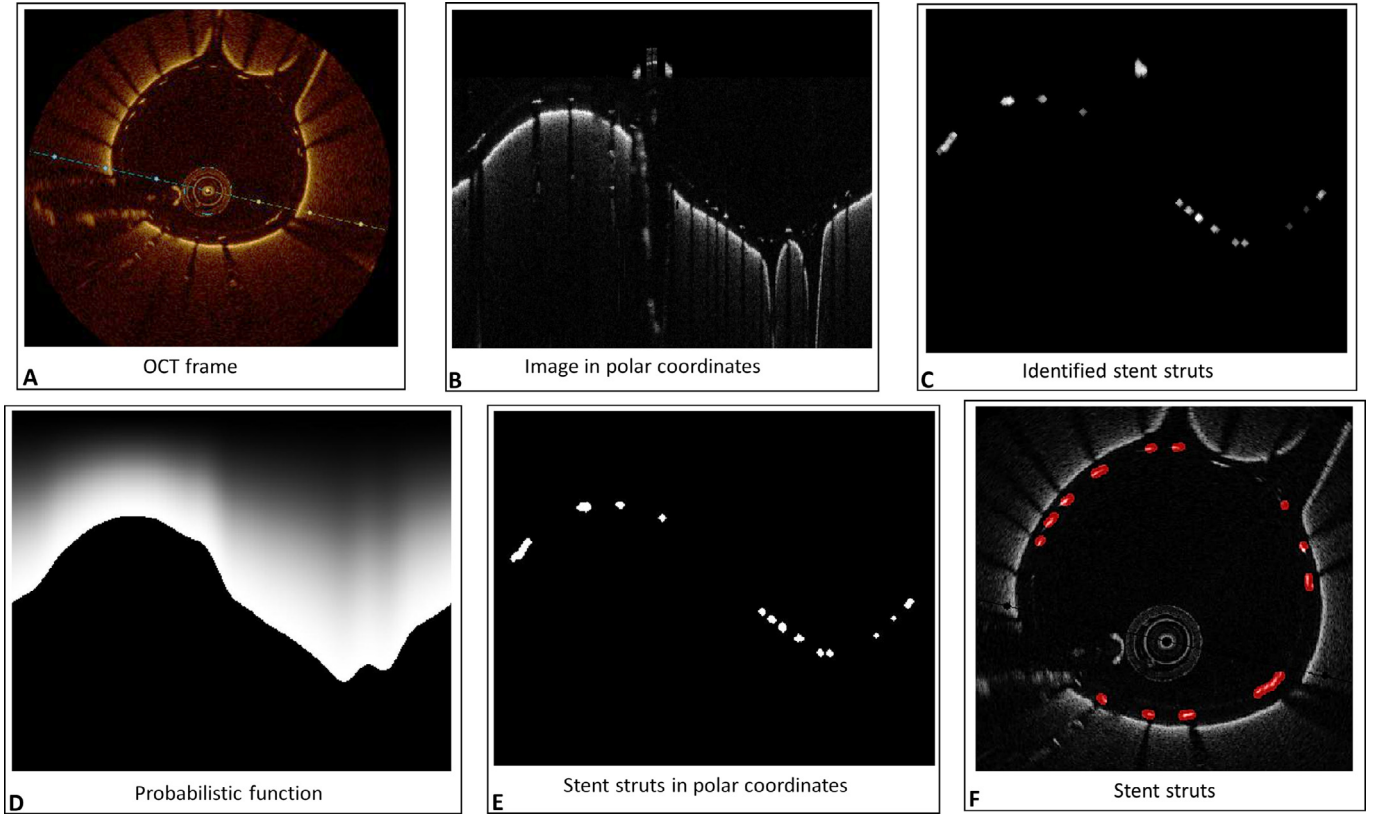 A
OCT frame
B
Image in polar coordinates
C
Identified stent struts
D
Probabilistic function
E
Stent struts in polar coordinates
F
Stent struts